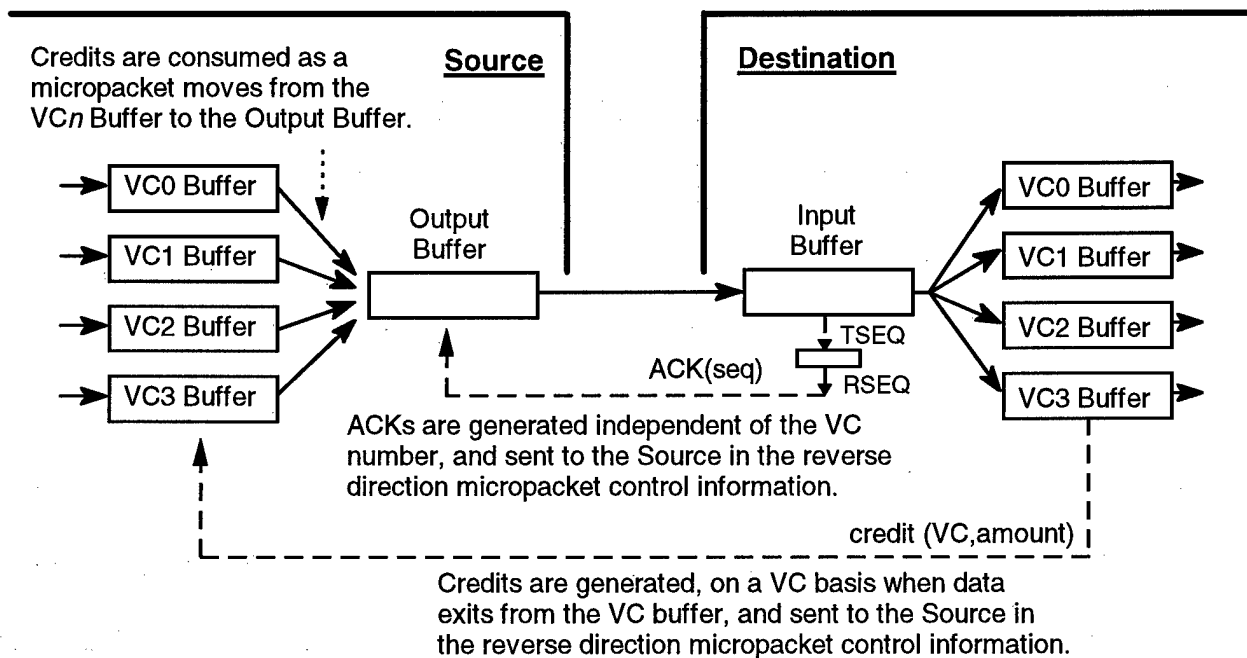 Credits are consumed as a
micropacket moves from the
VCn Buffer to the Output Buffer.
Source
Destination
VC0 Buffer
VC1 Buffer
VC2 Buffer
VC3 Buffer
Output
Buffer
Input
Buffer
VC0 Buffer
VC1 Buffer
VC2 Buffer
VC3 Buffer
TSEQ
ACK(seq)
RSEQ
ACKs are generated independent of the VC
number, and sent to the Source in the reverse
direction micropacket control information.
credit (VC,amount)
Credits are generated, on a VC basis when data
exits from the VC buffer, and sent to the Source in
the reverse direction micropacket control information.